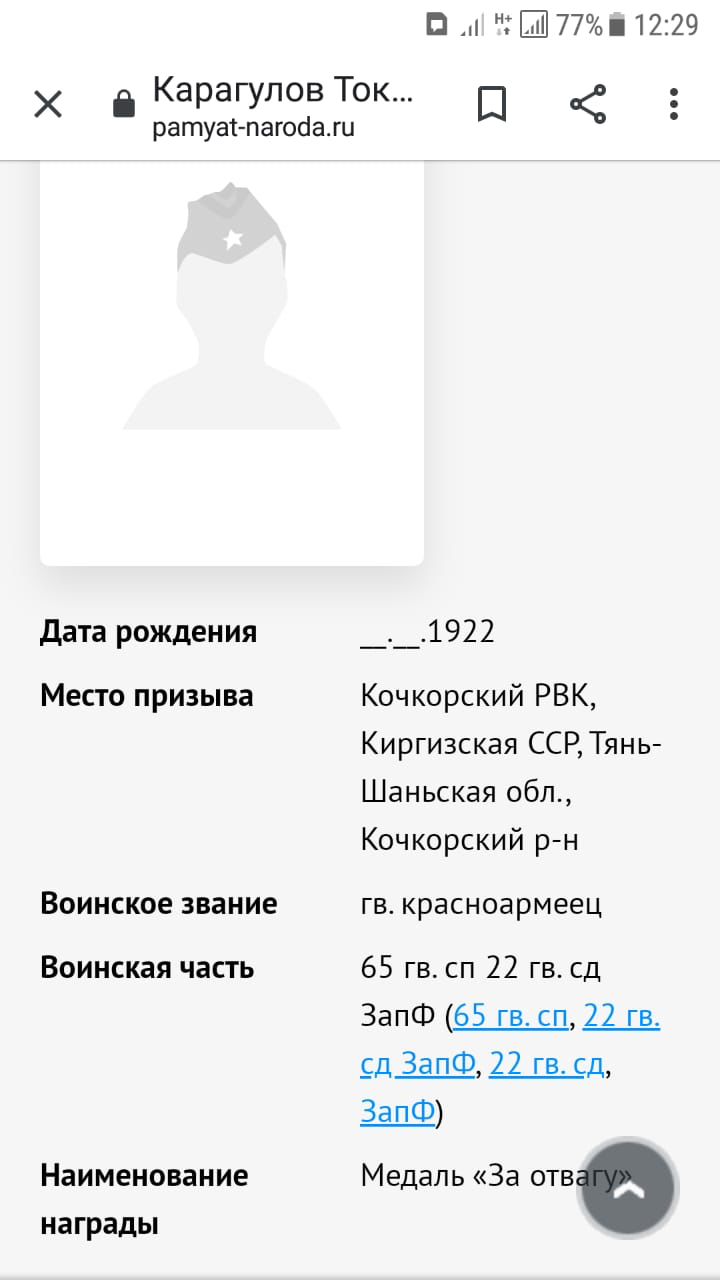 H+ 77% 12:29
Карагулов Ток...
pamyat-naroda.ru
Дата рождения __.__.1922
Место призыва Кочкорский РВК,
Киргизская ССР, Тянь-
Шаньская обл.,
Кочкорский р-н
Воинское звание гв. красноармеец
Воинская часть 65 гв. сп 22 гв. сд
ЗапФ (65 гв. сп, 22 гв.
сд ЗапФ, 22 гв. сд,
ЗапФ)
Наименование Медаль «За отвагу»
награды